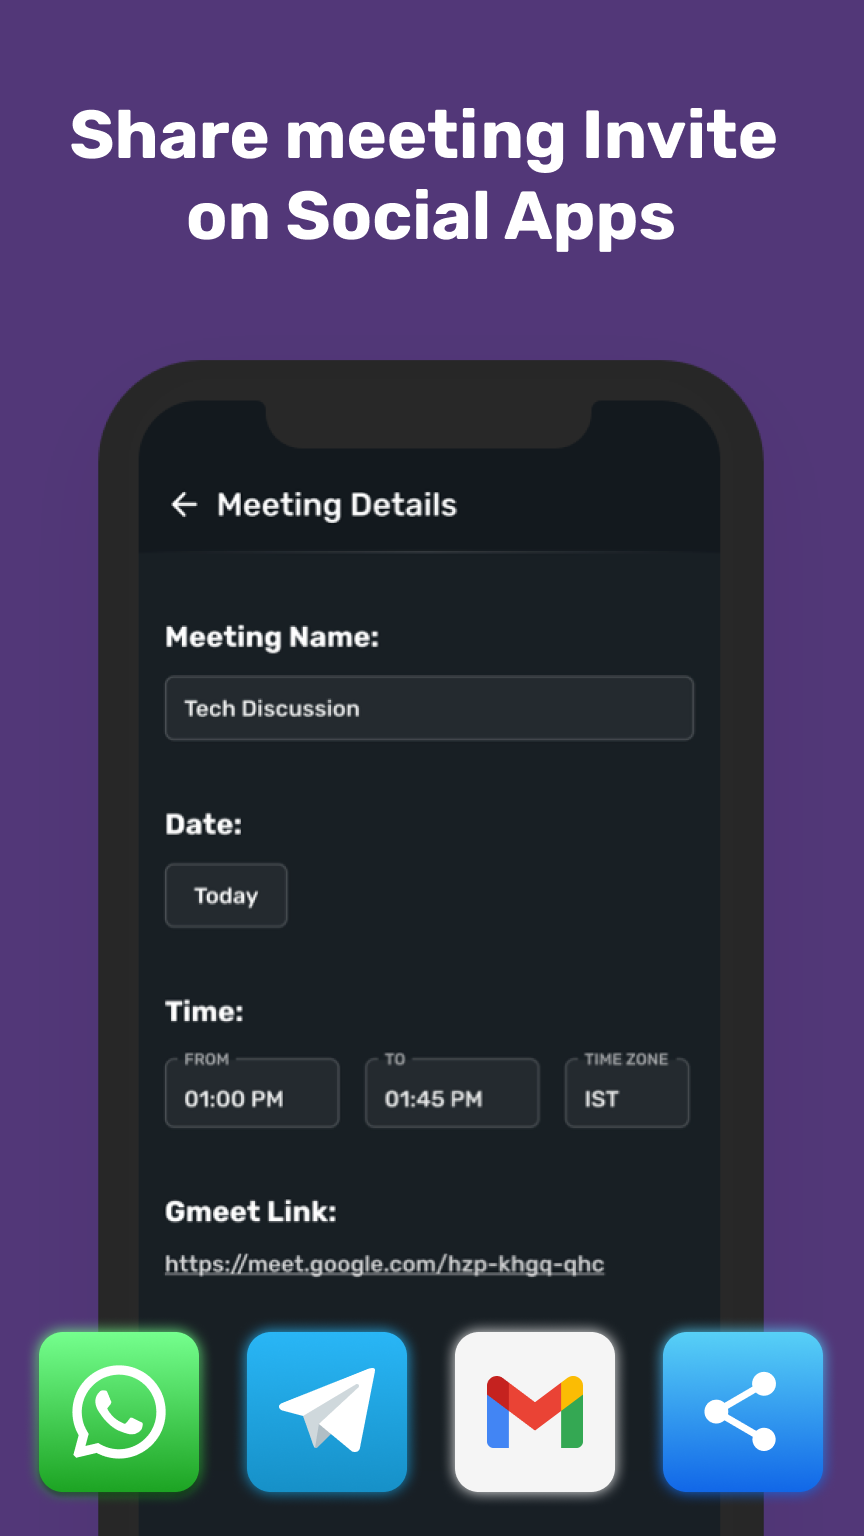 Share meeting Invite
on Social Apps
Meeting Details
Meeting Name:
Tech Discussion
Date:
Today
Time:
FROM TO TIME ZONE
01:00 PM 01:45 PM IST
Gmeet Link:
https://meet.google.com/hzp-khgq-qhc